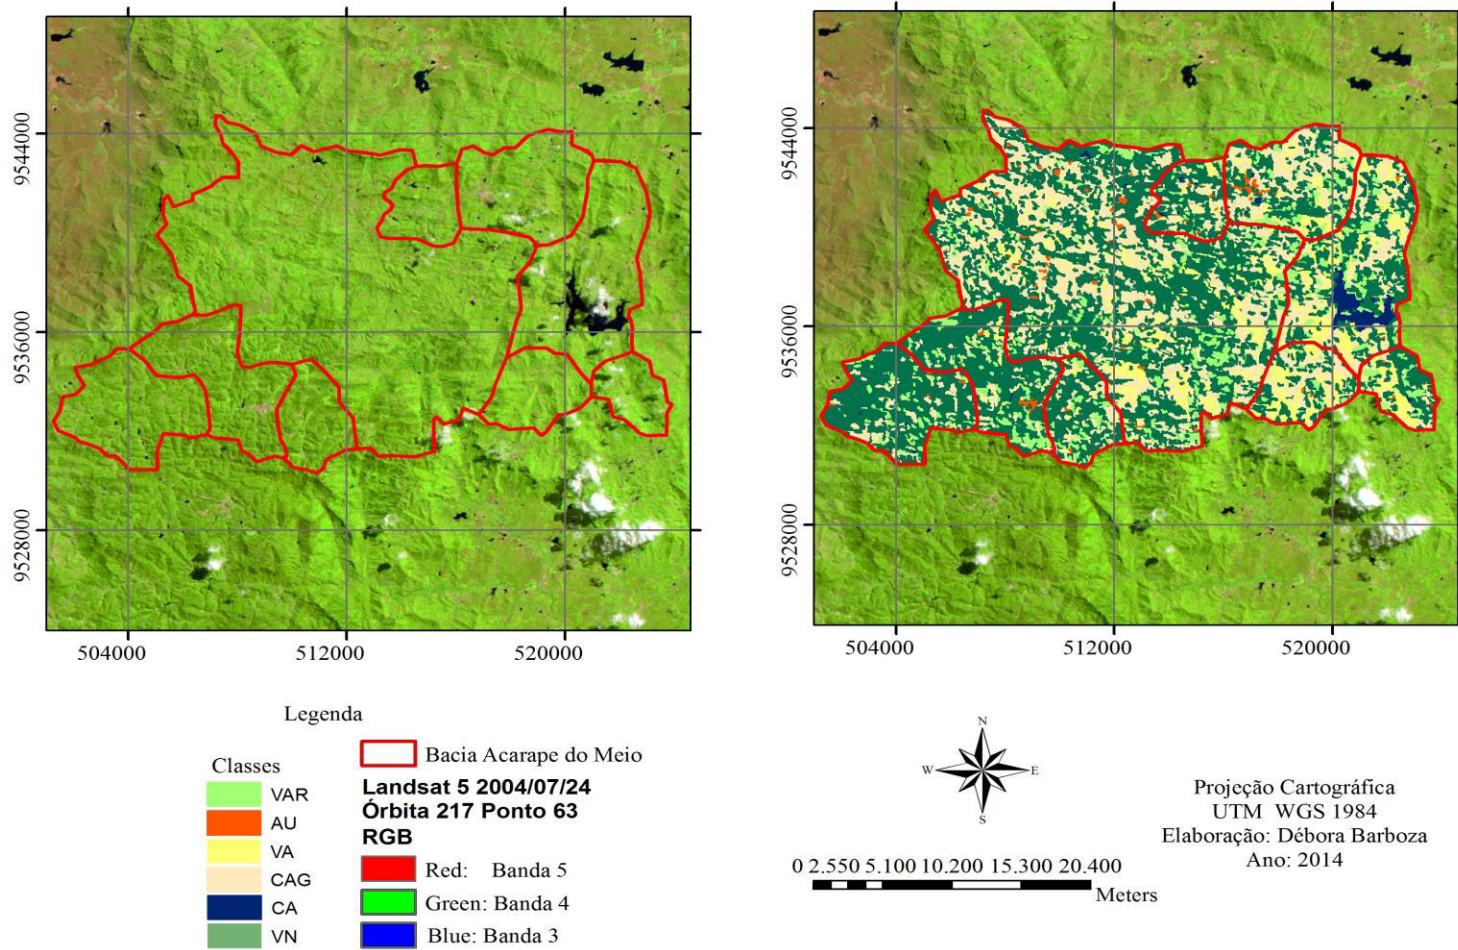 9544000
9536000
9528000
504000
512000
520000
9544000
9536000
9528000
504000
512000
520000
Legenda
Classes
VAR
AU
VA
CAG
CA
VN
Bacia Acarape do Meio
Landsat 5 2004/07/24
Órbita 217 Ponto 63
RGB
Red: Banda 5
Green: Banda 4
Blue: Banda 3
N
W E
S
0 2.550 5.100 10.200 15.300 20.400
Meters
Projeção Cartográfica
UTM WGS 1984
Elaboração: Débora Barboza
Ano: 2014